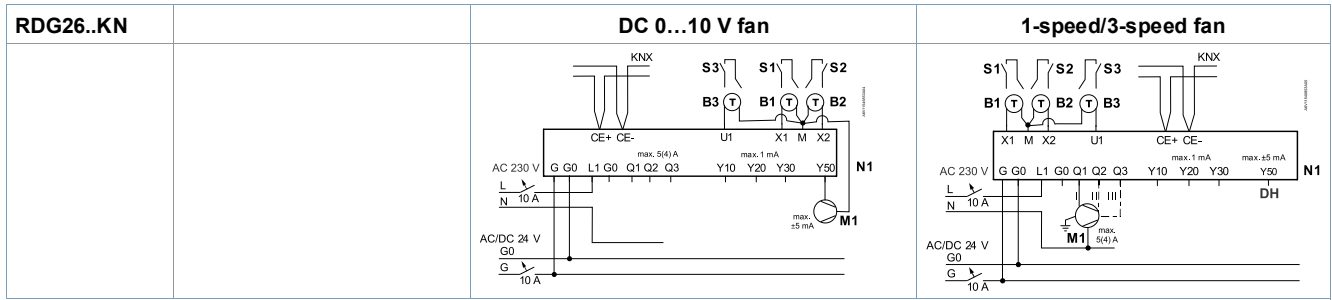 RDG26..KN
DC 0…10 V fan
1-speed/3-speed fan
KNX
S3 S1 S2
B3 T B1 T T B2
CE+ CE- U1 X1 M X2
max. 5(4) A max. 1 mA
AC 230 V G G0 L1 G0 Q1 Q2 Q3 Y10 Y20 Y30 Y50 N1
L
10 A
N
max.
±5 mA
M1
AC/DC 24 V
G0
G
10 A
KNX
S1 S2 S3
B1 T T B2 T B3
X1 M X2 U1 CE+ CE-
max. 1 mA max. ±5 mA
AC 230 V G G0 L1 G0 Q1 Q2 Q3 Y10 Y20 Y30 Y50 N1
DH
L
10 A
I II III
N
M1
max.
5(4) A
AC/DC 24 V
G0
G
10 A